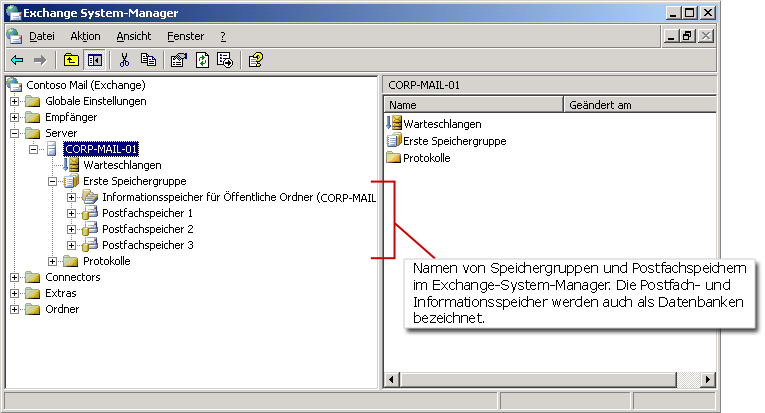 Exchange System-Manager
Datei Aktion Ansicht Fenster ?
Contoso Mail (Exchange)
Globale Einstellungen
Empfänger
Server
CORP-MAIL-01
Warteschlangen
Erste Speichergruppe
Informationsspeicher für Öffentliche Ordner (CORP-MAIL
Postfachspeicher 1
Postfachspeicher 2
Postfachspeicher 3
Protokolle
Connectors
Extras
Ordner
CORP-MAIL-01
Name Geändert am
Warteschlangen
Erste Speichergruppe
Protokolle
Namen von Speichergruppen und Postfachspeichern
im Exchange-System-Manager. Die Postfach- und
Informationsspeicher werden auch als Datenbanken
bezeichnet.